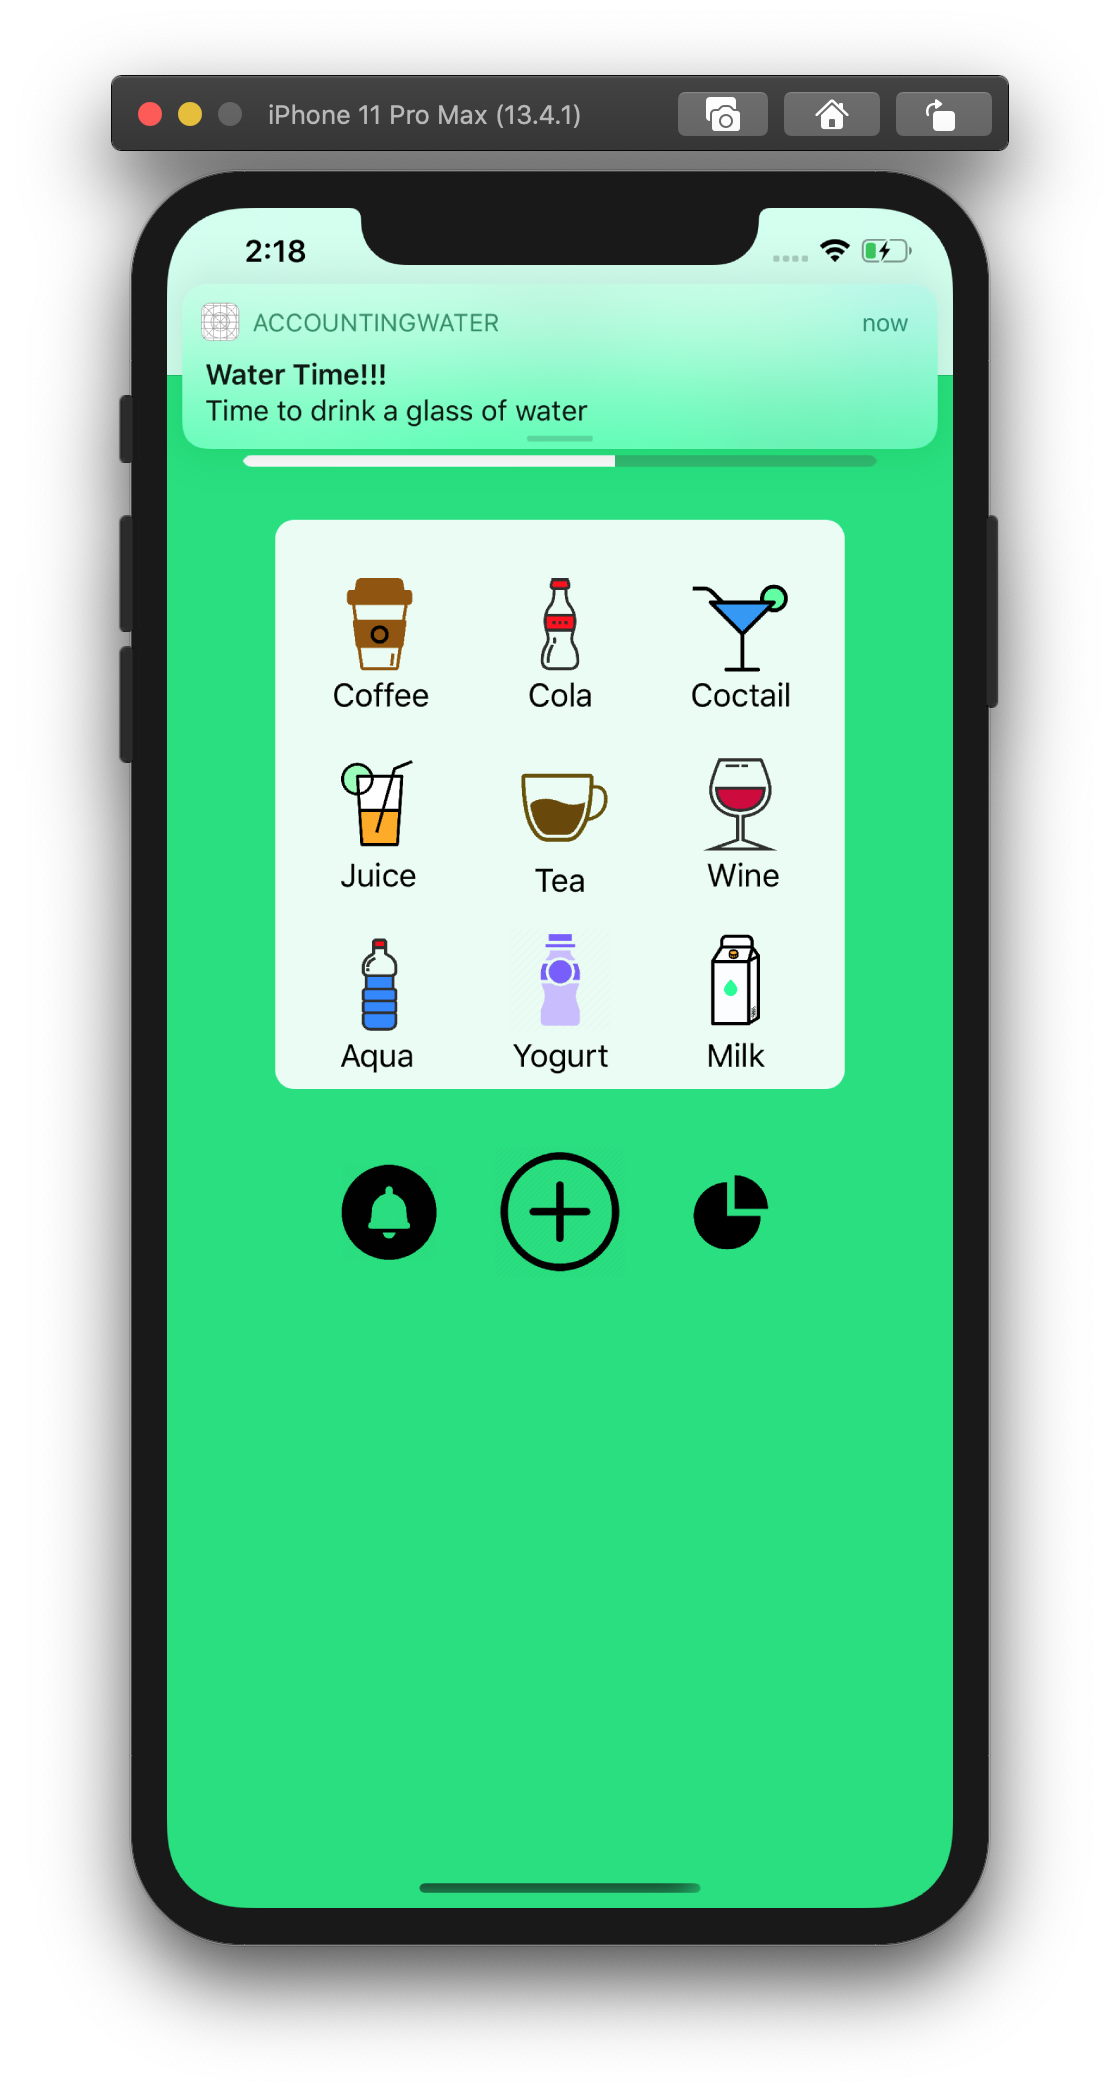 iPhone 11 Pro Max (13.4.1)
2:18
ACCOUNTINGWATER
now
Water Time!!!
Time to drink a glass of water
Coffee
Cola
Coctail
Juice
Tea
Wine
Aqua
Yogurt
Milk